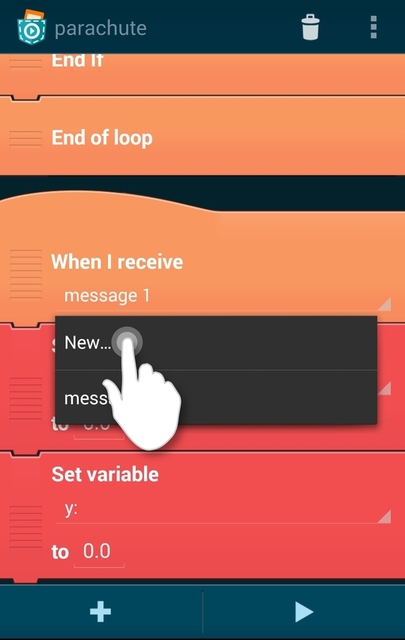 parachute
End If
End of loop
When I receive
message 1
New...
to 0.0
Set variable
y:
to 0.0